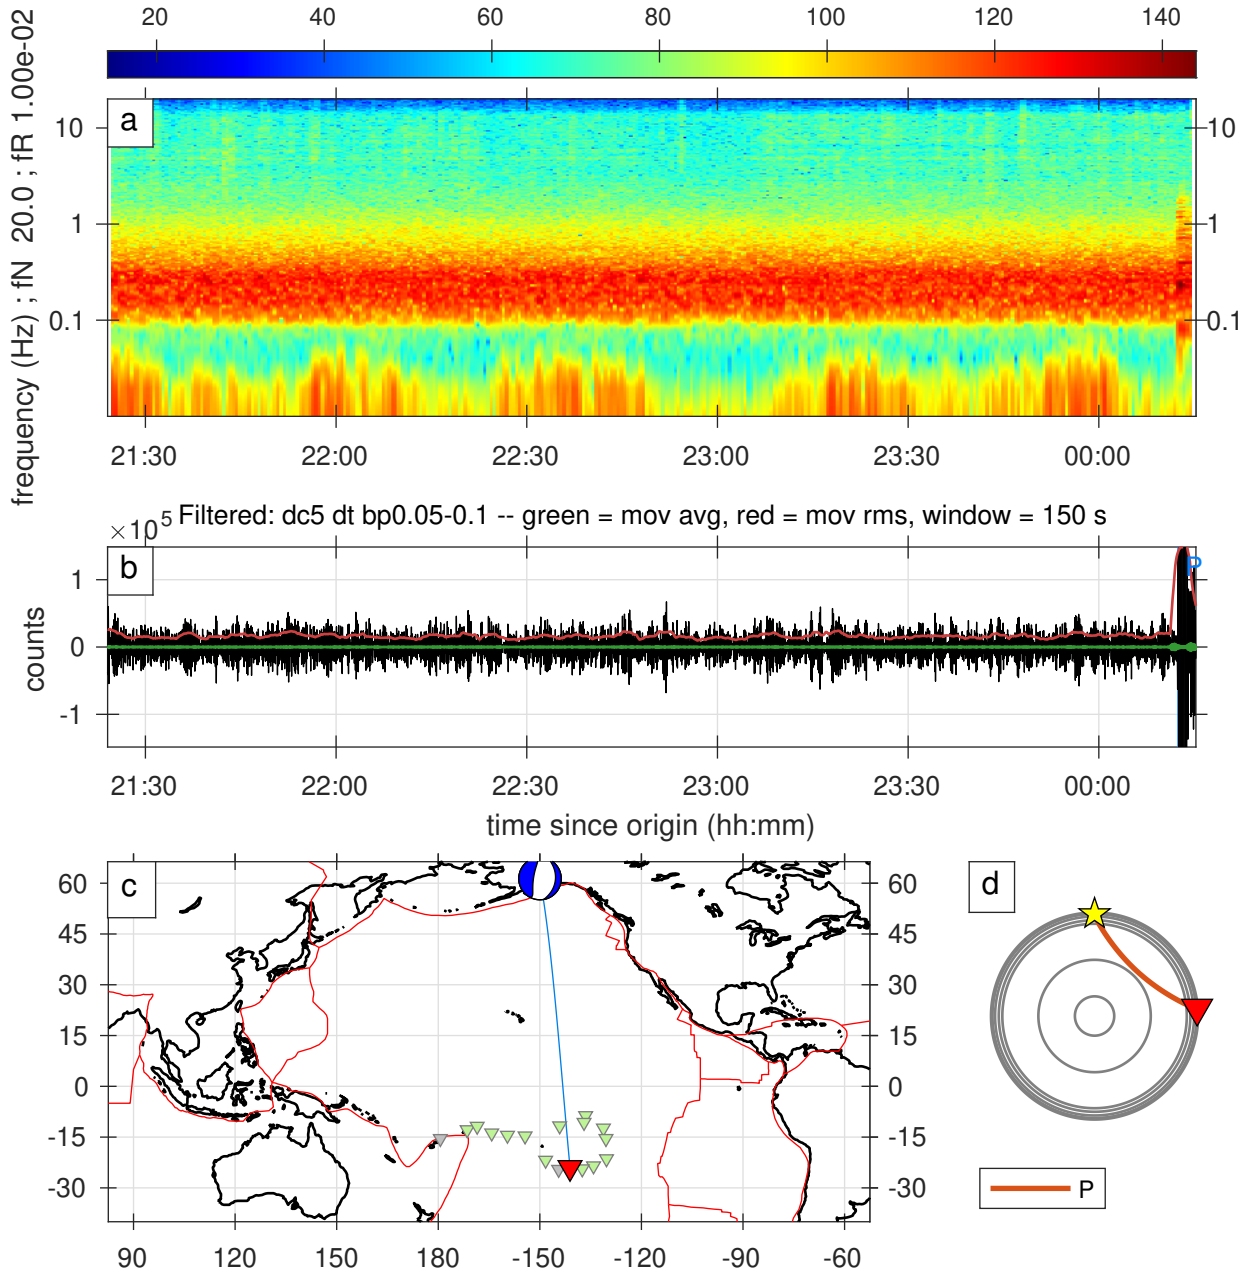 20 40 60 80 100 120 140
frequency (Hz) ; fN 20.0 ; fR 1.00e-02
a
10 10
1 1
0.1 0.1
21:30 22:00 22:30 23:00 23:30 00:00
×10^5 Filtered: dc5 dt bp0.05-0.1 -- green = mov avg, red = mov rms, window = 150 s
b
P
counts
1
0
-1
21:30 22:00 22:30 23:00 23:30 00:00
time since origin (hh:mm)
c
60 60
45 45
30 30
15 15
0 0
-15 -15
-30 -30
90 120 150 180 -150 -120 -90 -60
d
P